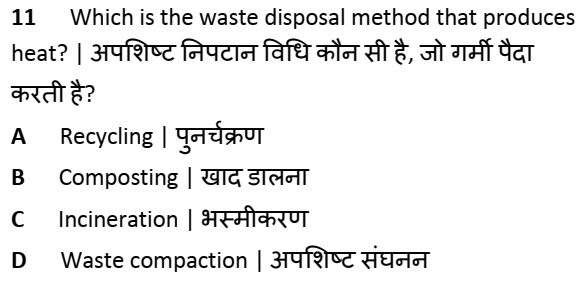 11 Which is the waste disposal method that produces
heat? | अपशिष्ट निपटान विधि कौन सी है, जो गर्मी पैदा
करती है?
A Recycling | पुनर्चक्रण
B Composting | खाद डालना
C Incineration | भस्मीकरण
D Waste compaction | अपशिष्ट संघनन